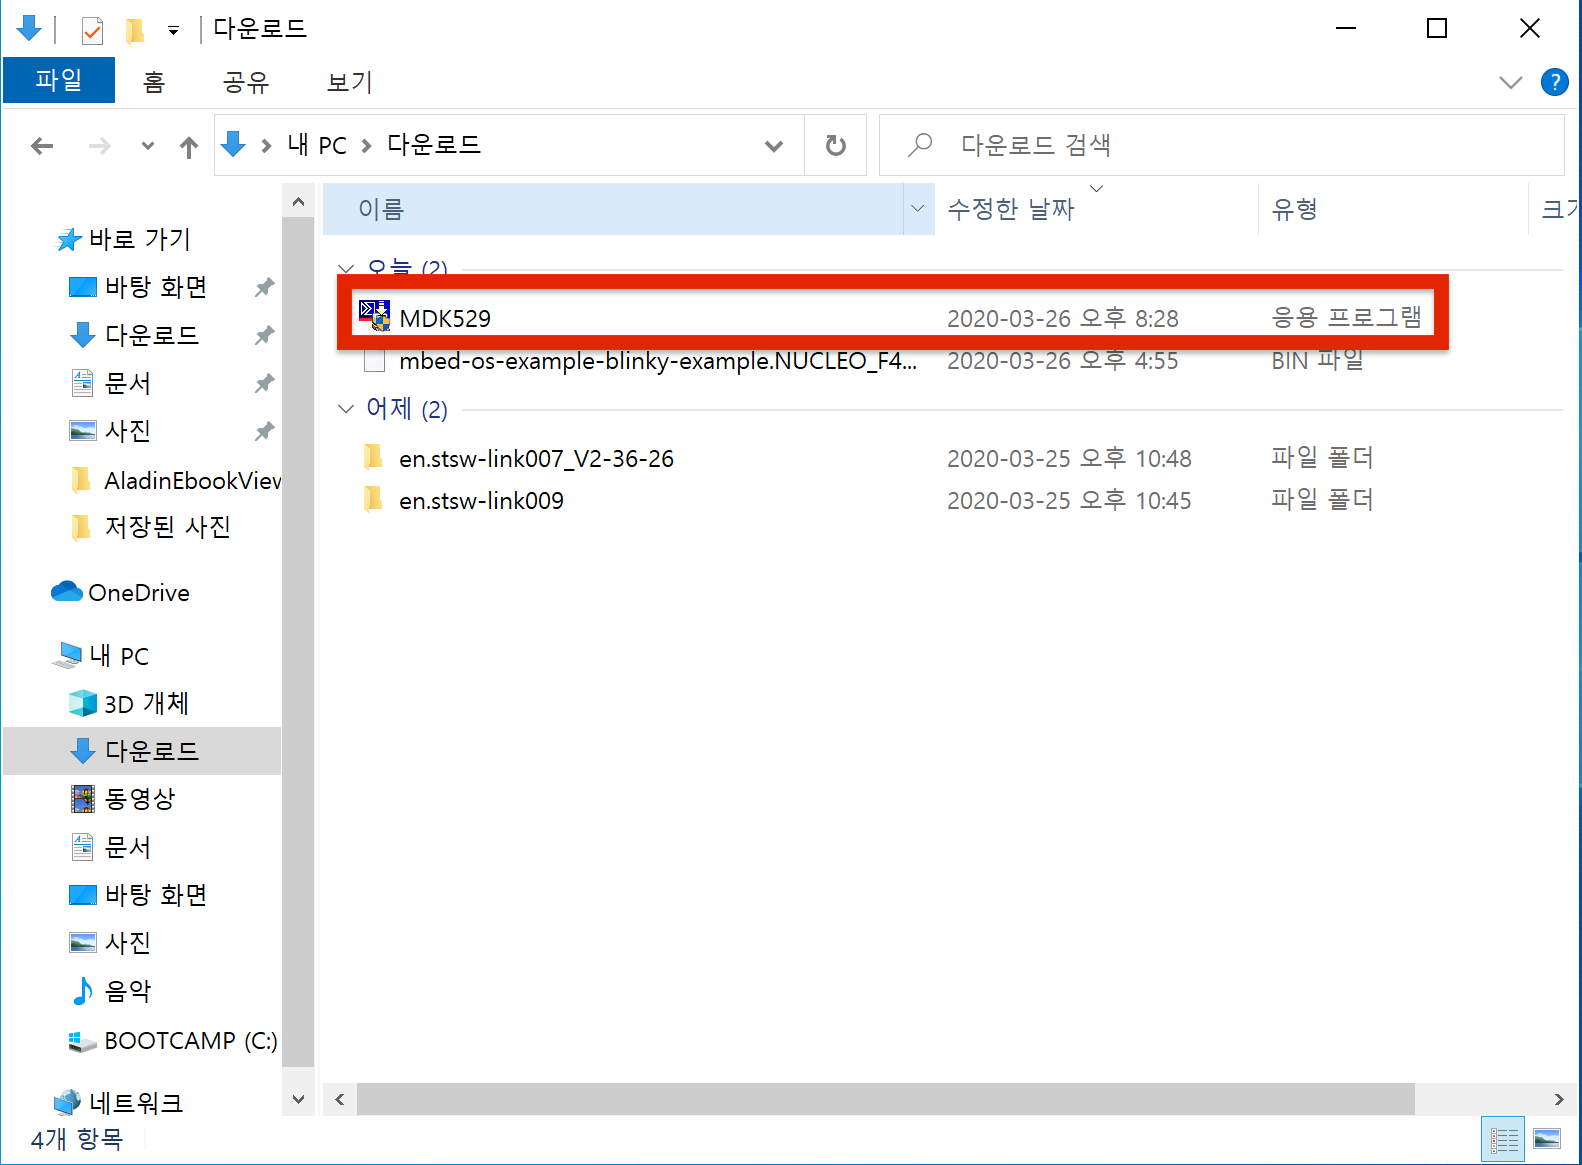 다운로드
파일 홈 공유 보기
내 PC 다운로드 다운로드 검색
이름 수정한 날짜 유형 크기
오늘 (2)
MDK529 2020-03-26 오후 8:28 응용 프로그램
mbed-os-example-blinky-example.NUCLEO_F4... 2020-03-26 오후 4:55 BIN 파일
어제 (2)
en.stsw-link007_V2-36-26 2020-03-25 오후 10:48 파일 폴더
en.stsw-link009 2020-03-25 오후 10:45 파일 폴더
바로 가기
바탕 화면
다운로드
문서
사진
AladinEbookView
저장된 사진
OneDrive
내 PC
3D 개체
다운로드
동영상
문서
바탕 화면
사진
음악
BOOTCAMP (C:)
네트워크
4개 항목